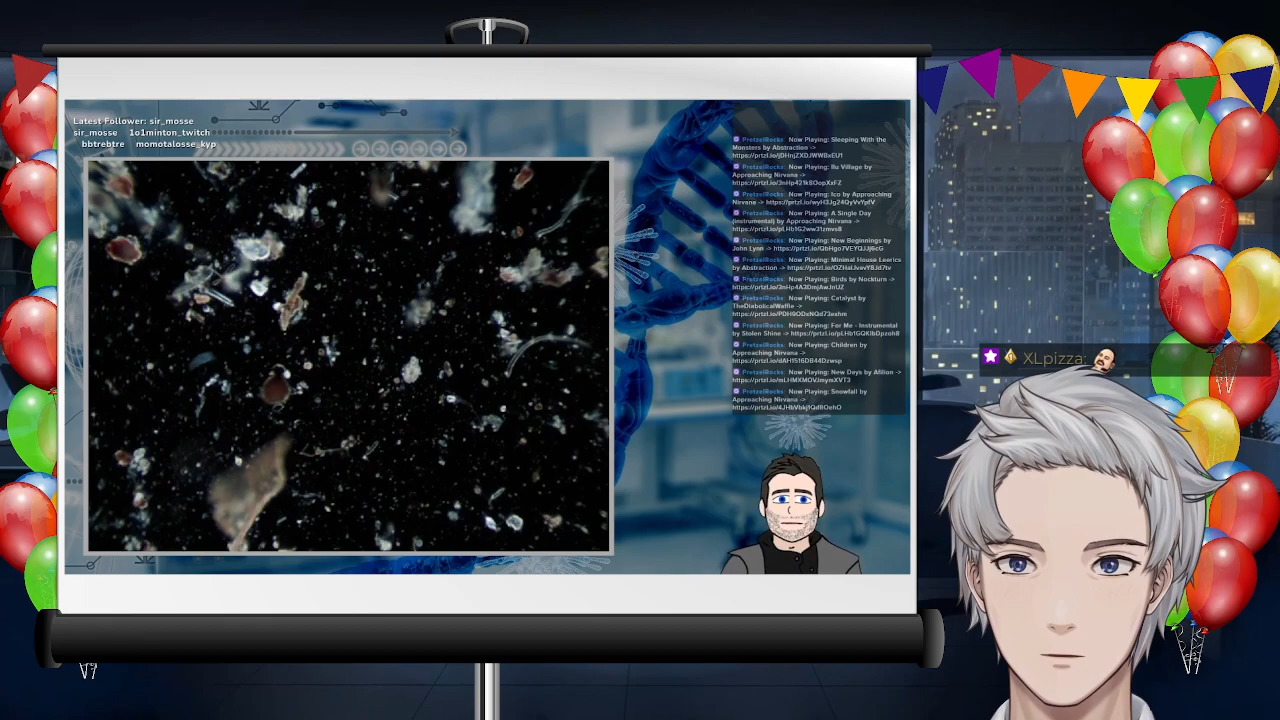 Latest Follower: sir_mosse
sir_mosse 1o1minton_twitch
bbtrebtre momotalosse_kyp
PretzelRocks: Now Playing: Sleeping With the
Monsters by Abstraction ->
PretzelRocks: Now Playing: Ilu Village by
Approaching Nirvana ->
PretzelRocks: Now Playing: Ico by Approaching
Nirvana ->
PretzelRocks: Now Playing: A Single Day
(Instrumental) by Approaching Nirvana ->
PretzelRocks: Now Playing: New Beginnings by
John Lynn ->
PretzelRocks: Now Playing: Minimal House Leerics
by Abstraction ->
PretzelRocks: Now Playing: Birds by Nockturn ->
PretzelRocks: Now Playing: Catalyst by
TheDiabolicalWaffle ->
PretzelRocks: Now Playing: For Me - Instrumental
by Stolen Shine ->
PretzelRocks: Now Playing: Children by
Approaching Nirvana ->
PretzelRocks: Now Playing: New Days by Afilion ->
PretzelRocks: Now Playing: Snowfall by
Approaching Nirvana ->
XLpizza: